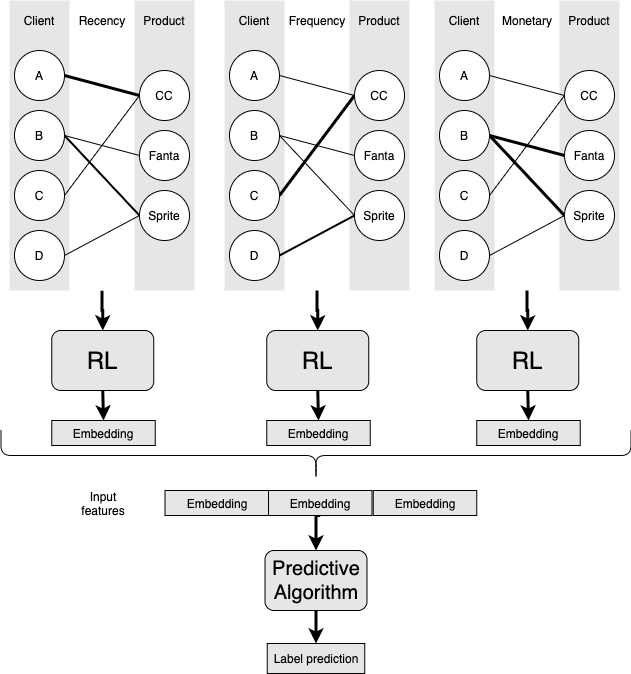 Client Recency Product
Client Frequency Product
Client Monetary Product
A
B
C
D
CC
Fanta
Sprite
A
B
C
D
CC
Fanta
Sprite
A
B
C
D
CC
Fanta
Sprite
RL
RL
RL
Embedding
Embedding
Embedding
Input
features
Embedding
Embedding
Embedding
Predictive
Algorithm
Label prediction